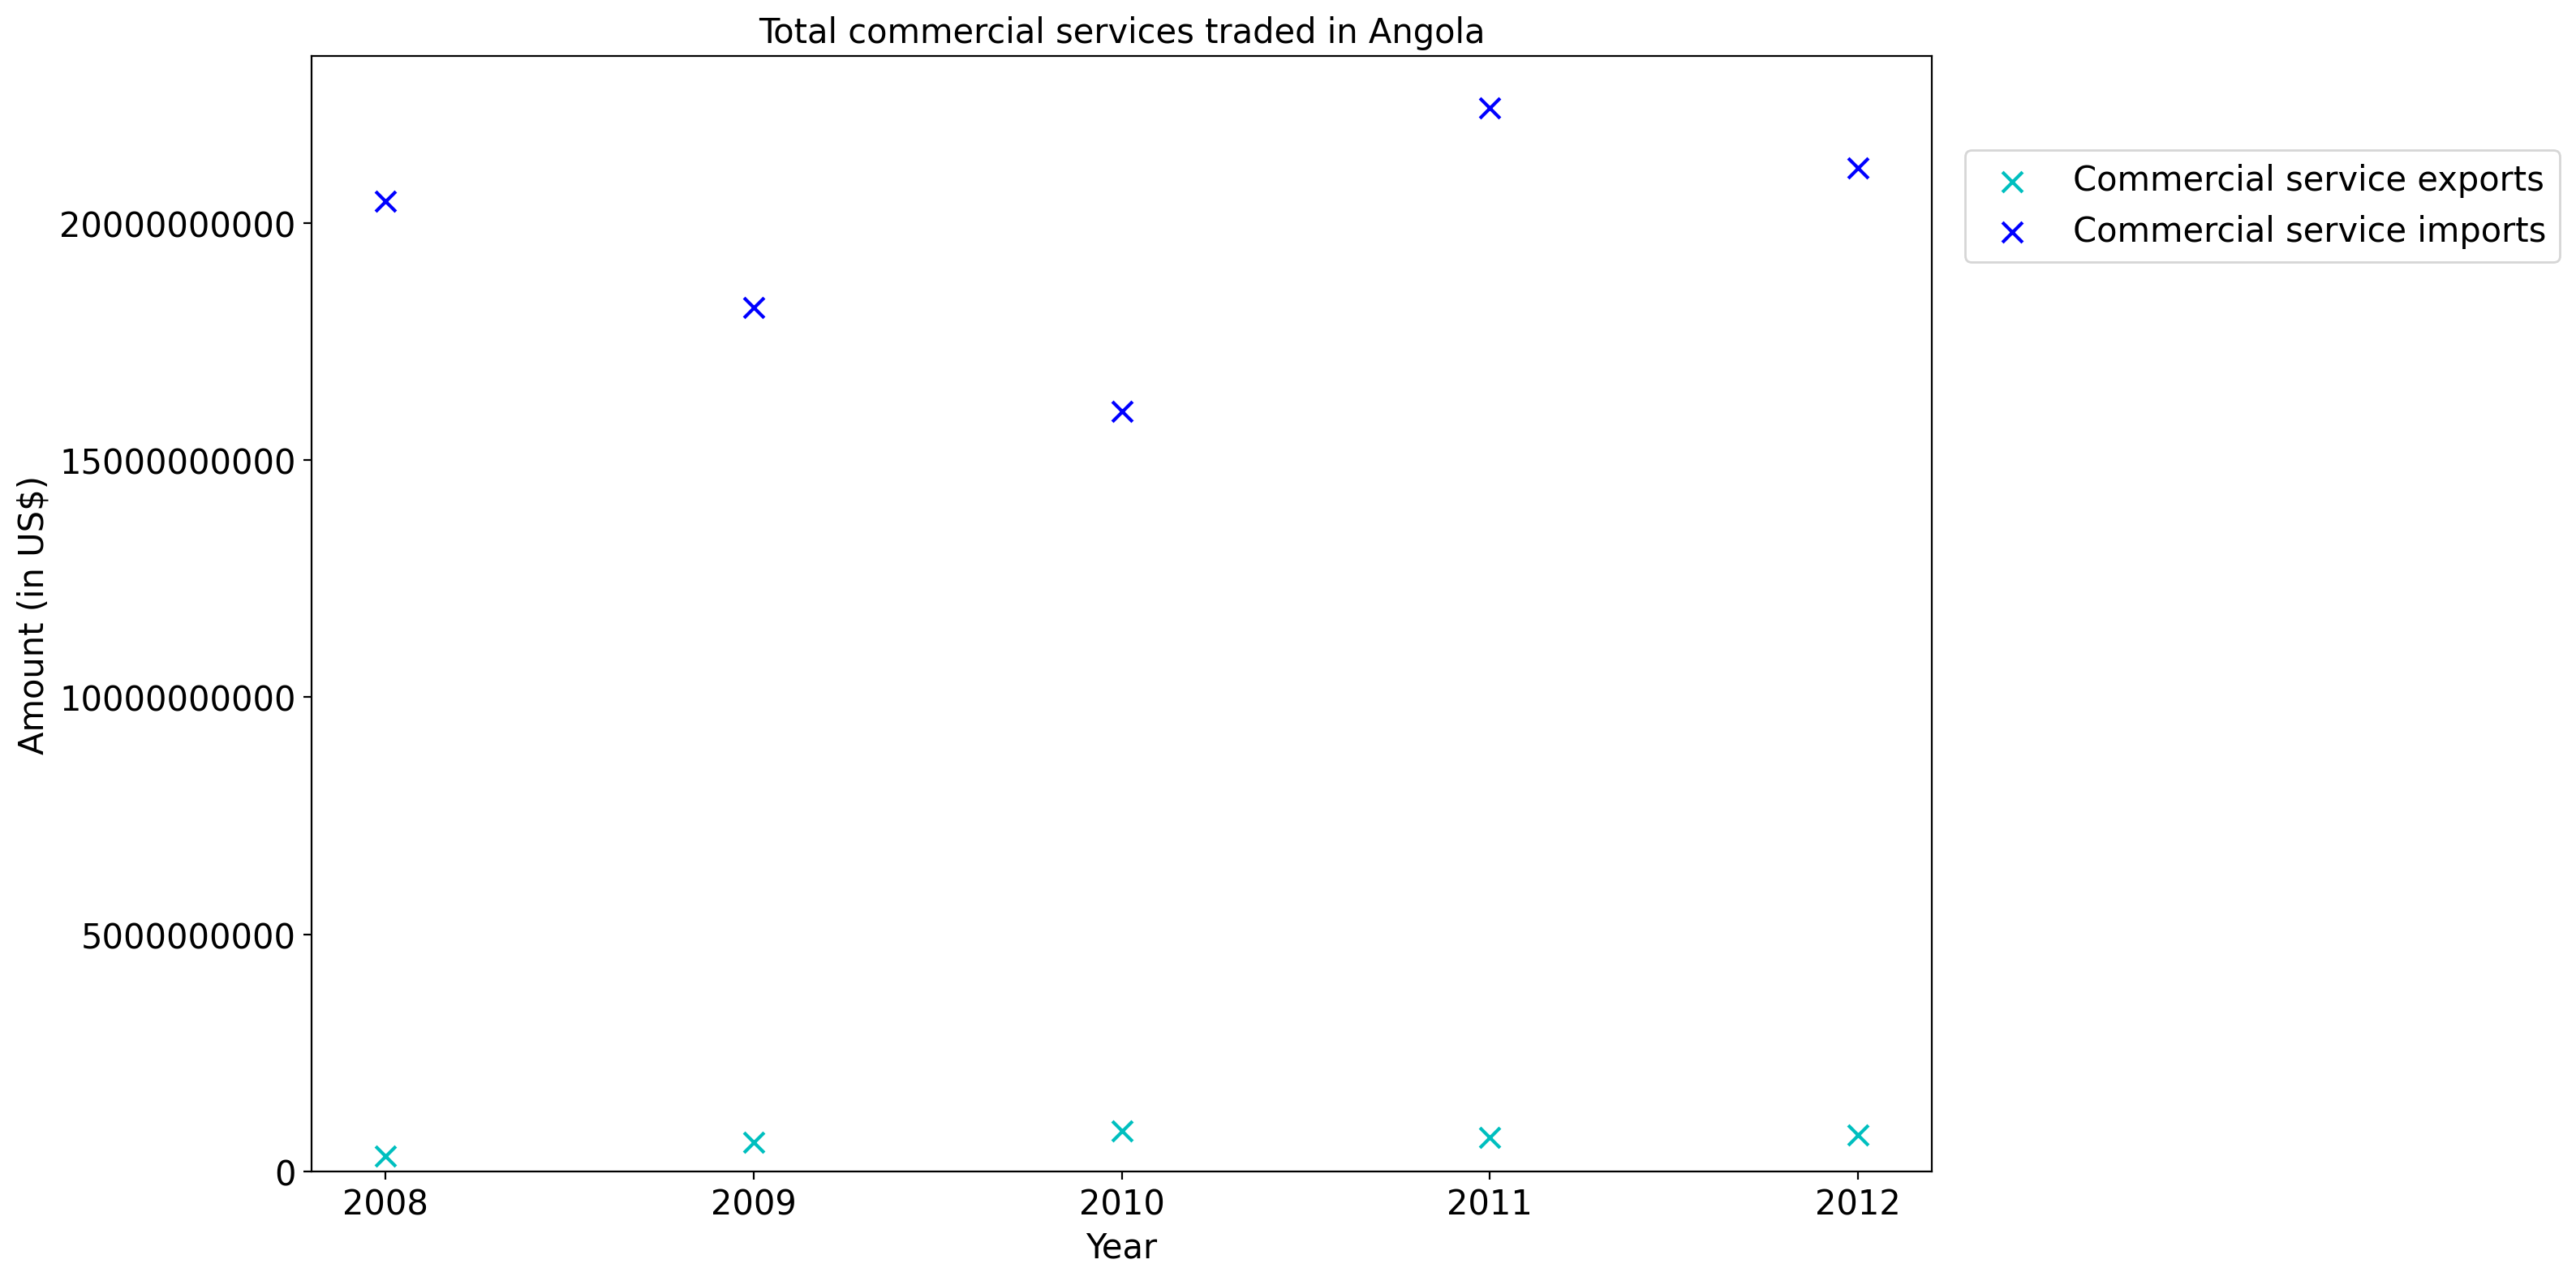 Total commercial services traded in Angola
Amount (in US$)
20000000000
15000000000
10000000000
5000000000
0
2008 2009 2010 2011 2012
Year
Commercial service exports
Commercial service imports